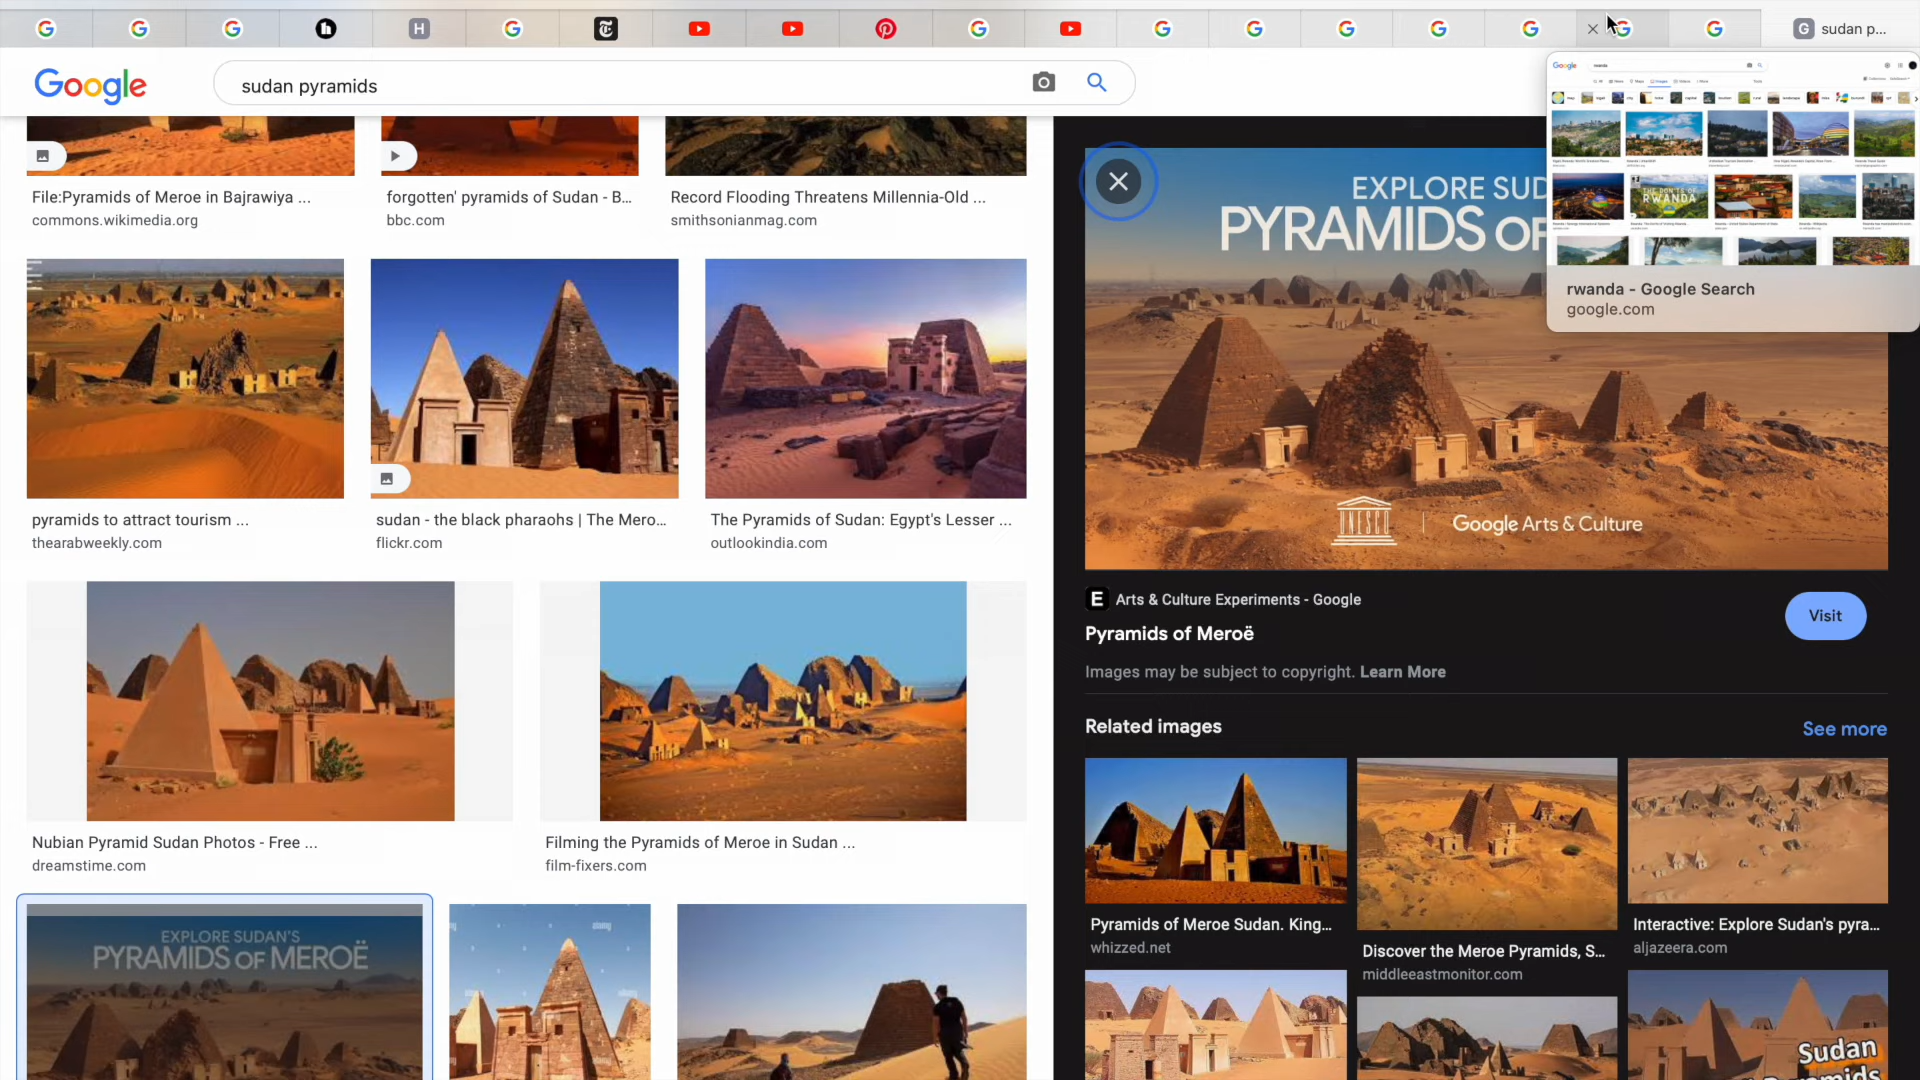 sudan p...
Google
sudan pyramids
File:Pyramids of Meroe in Bajrawiya ...
commons.wikimedia.org
forgotten' pyramids of Sudan - B...
bbc.com
Record Flooding Threatens Millennia-Old ...
smithsonianmag.com
pyramids to attract tourism ...
thearabweekly.com
sudan - the black pharaohs | The Mero...
flickr.com
The Pyramids of Sudan: Egypt's Lesser ...
outlookindia.com
Nubian Pyramid Sudan Photos - Free ...
dreamstime.com
Filming the Pyramids of Meroe in Sudan ...
film-fixers.com
EXPLORE SUDAN'S
PYRAMIDS OF MEROË
alamy
Google
rwanda
rwanda - Google Search
google.com
EXPLORE SUD
PYRAMIDS OF
UNESCO
Google Arts & Culture
E Arts & Culture Experiments - Google
Pyramids of Meroë
Visit
Images may be subject to copyright. Learn More
Related images
See more
Pyramids of Meroe Sudan. King...
whizzed.net
Discover the Meroe Pyramids, S...
middleeastmonitor.com
Interactive: Explore Sudan's pyra...
aljazeera.com
Sudan